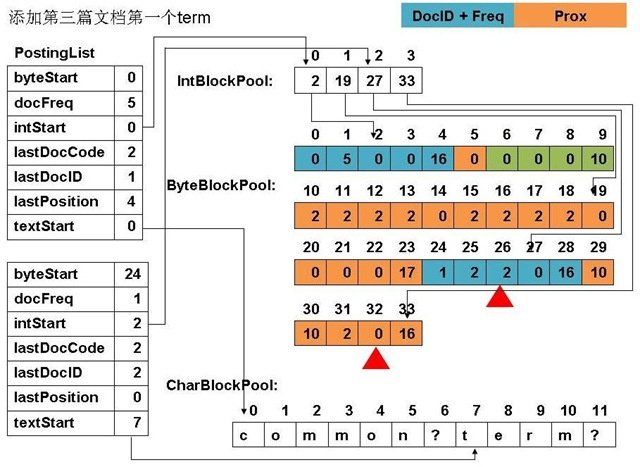 添加第三篇文档第一个term
DocID + Freq Prox
PostingList
byteStart 0
docFreq 5
intStart 0
lastDocCode 2
lastDocID 1
lastPosition 4
textStart 0
byteStart 24
docFreq 1
intStart 2
lastDocCode 2
lastDocID 2
lastPosition 0
textStart 7
0 1 2 3
IntBlockPool: 2 19 27 33
0 1 2 3 4 5 6 7 8 9
0 5 0 0 16 0 0 0 0 10
ByteBlockPool: 10 11 12 13 14 15 16 17 18 19
2 2 2 2 0 2 2 2 2 0
20 21 22 23 24 25 26 27 28 29
0 0 0 17 1 2 2 0 16 10
30 31 32 33
10 2 0 16
CharBlockPool:
0 1 2 3 4 5 6 7 8 9 10 11
c o m m o n ? t e r m ?